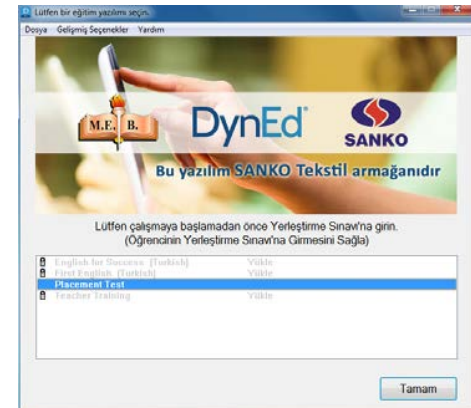 Lütfen bir eğitim yazılımı seçin.
Dosya Gelişmiş Seçenekler Yardım
M.E. B.
DynEd
SANKO
Bu yazılım SANKO Tekstil armağanıdır
Lütfen çalışmaya başlamadan önce Yerleştirme Sınavı'na girin.
(Öğrencinin Yerleştirme Sınavı'na Girmesini Sağla)
English for Success (Turkish) Yükle
First English (Turkish) Yükle
Placement Test
Teacher Training Yükle
Tamam